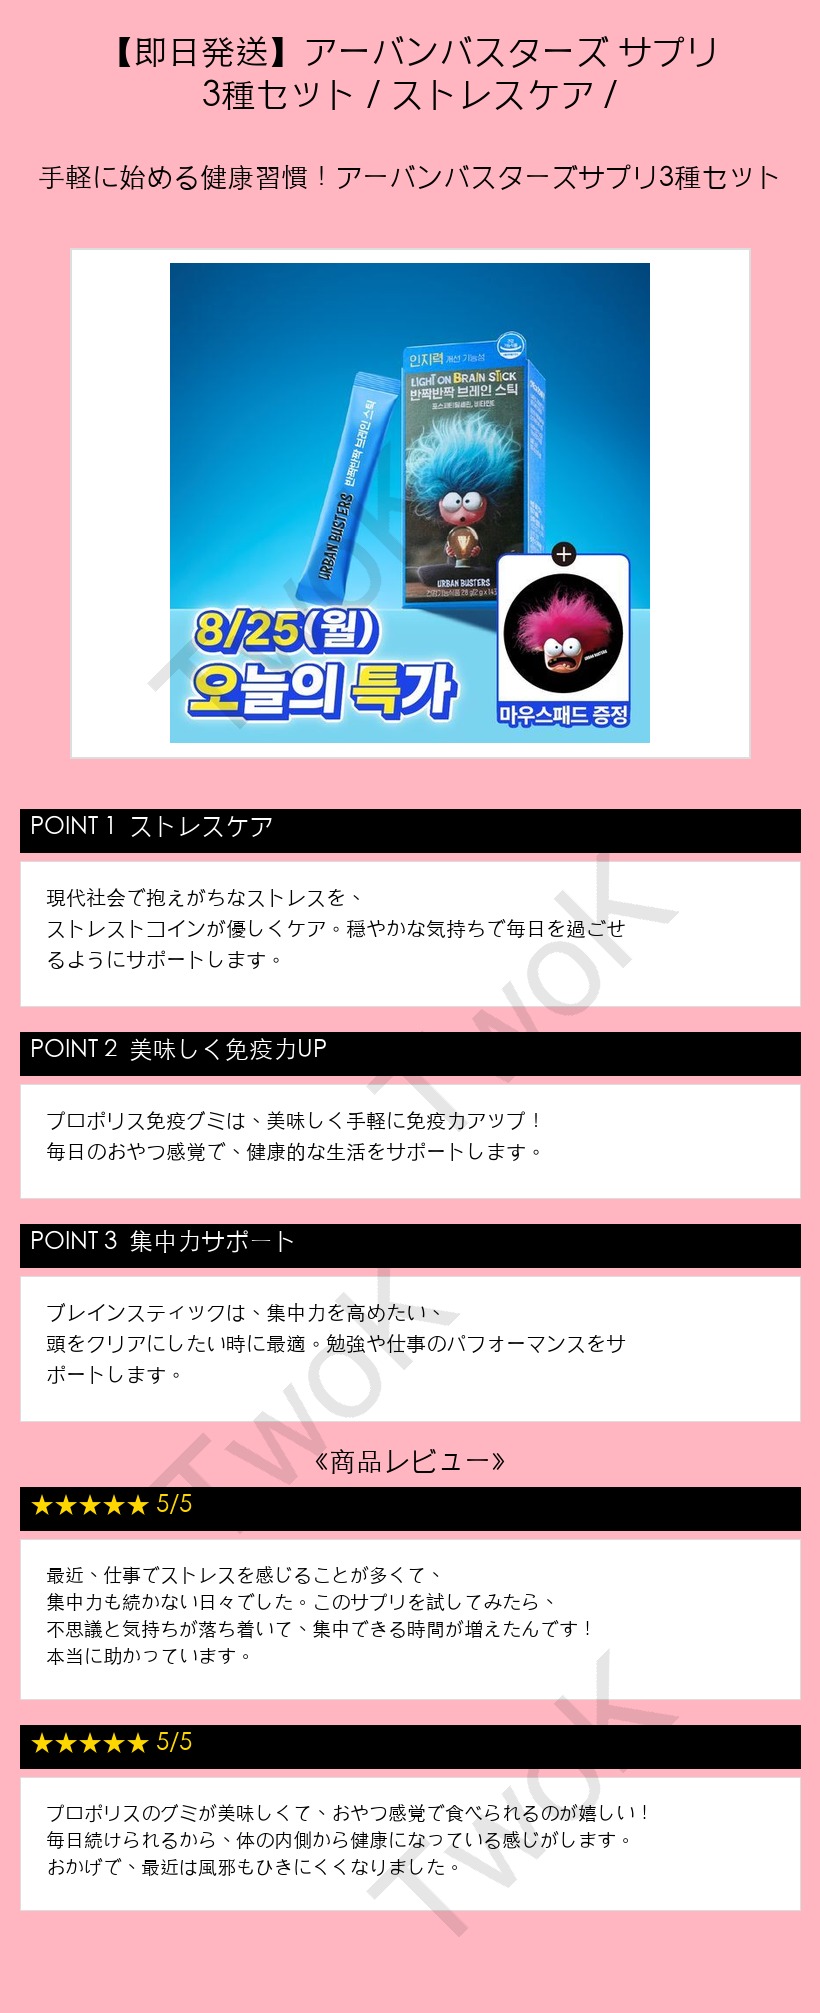 【即日発送】アーバンバスターズ サプリ
3種セット / ストレスケア /
手軽に始める健康習慣！アーバンバスターズサプリ3種セット
인지력 개선 기능성
LIGHT ON BRAIN STICK
반짝반짝 브레인 스틱
포스파티딜세린, 비타민E
반짝반짝 브레인 스틱
URBAN BUSTERS
URBAN BUSTERS
건강기능식품 28 g(2 g x 14
8/25(월)
오늘의 특가
+
URBAN BUSTERS
마우스패드 증정
TwoK
POINT 1 ストレスケア
現代社会で抱えがちなストレスを、
ストレストコインが優しくケア。穏やかな気持ちで毎日を過ごせ
るようにサポートします。
TwoK
POINT 2 美味しく免疫力UP
プロポリス免疫グミは、美味しく手軽に免疫力アップ！
毎日のおやつ感覚で、健康的な生活をサポートします。
POINT 3 集中力サポート
ブレインスティックは、集中力を高めたい、
頭をクリアにしたい時に最適。勉強や仕事のパフォーマンスをサ
ポートします。
TwoK
《商品レビュー》
★★★★★ 5/5
最近、仕事でストレスを感じることが多くて、
集中力も続かない日々でした。このサプリを試してみたら、
不思議と気持ちが落ち着いて、集中できる時間が増えたんです！
本当に助かっています。
★★★★★ 5/5
プロポリスのグミが美味しくて、おやつ感覚で食べられるのが嬉しい！
毎日続けられるから、体の内側から健康になっている感じがします。
おかげで、最近は風邪もひきにくくなりました。
TwoK